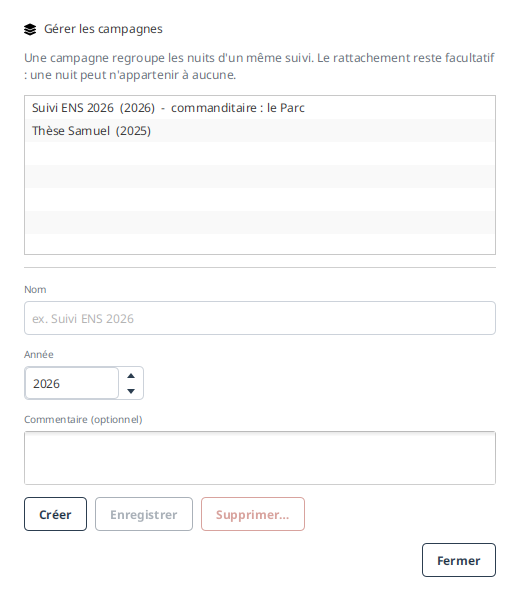 Gérer les campagnes
Une campagne regroupe les nuits d'un même suivi. Le rattachement reste facultatif
: une nuit peut n'appartenir à aucune.
Suivi ENS 2026  (2026)  -  commanditaire : le Parc
Thèse Samuel  (2025)
Nom
ex. Suivi ENS 2026
Année
2026
Commentaire (optionnel)
Créer Enregistrer Supprimer...
Fermer